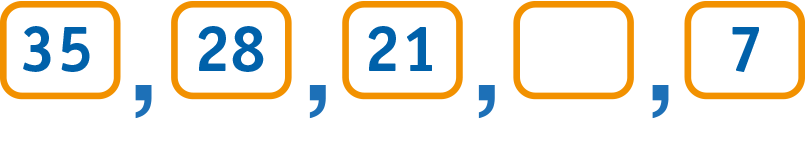 35 , 28 , 21 , , 7